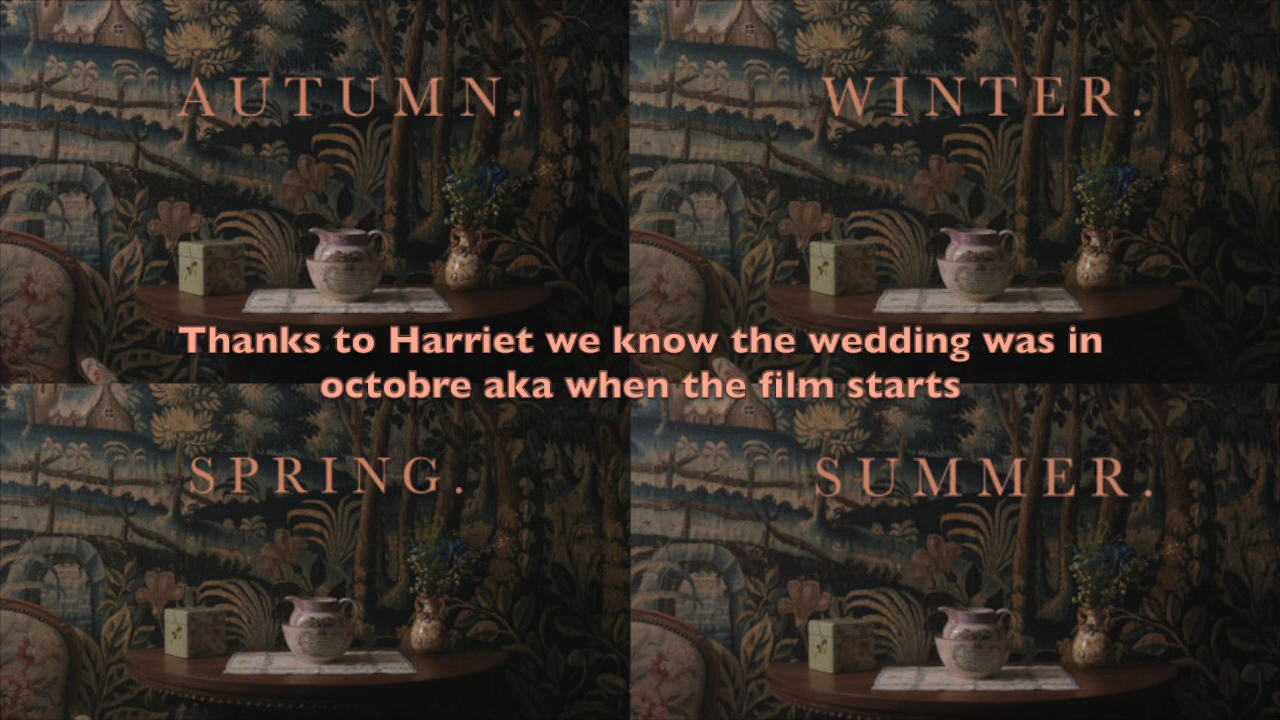 AUTUMN.
WINTER.
Thanks to Harriet we know the wedding was in
octobre aka when the film starts
SPRING.
SUMMER.